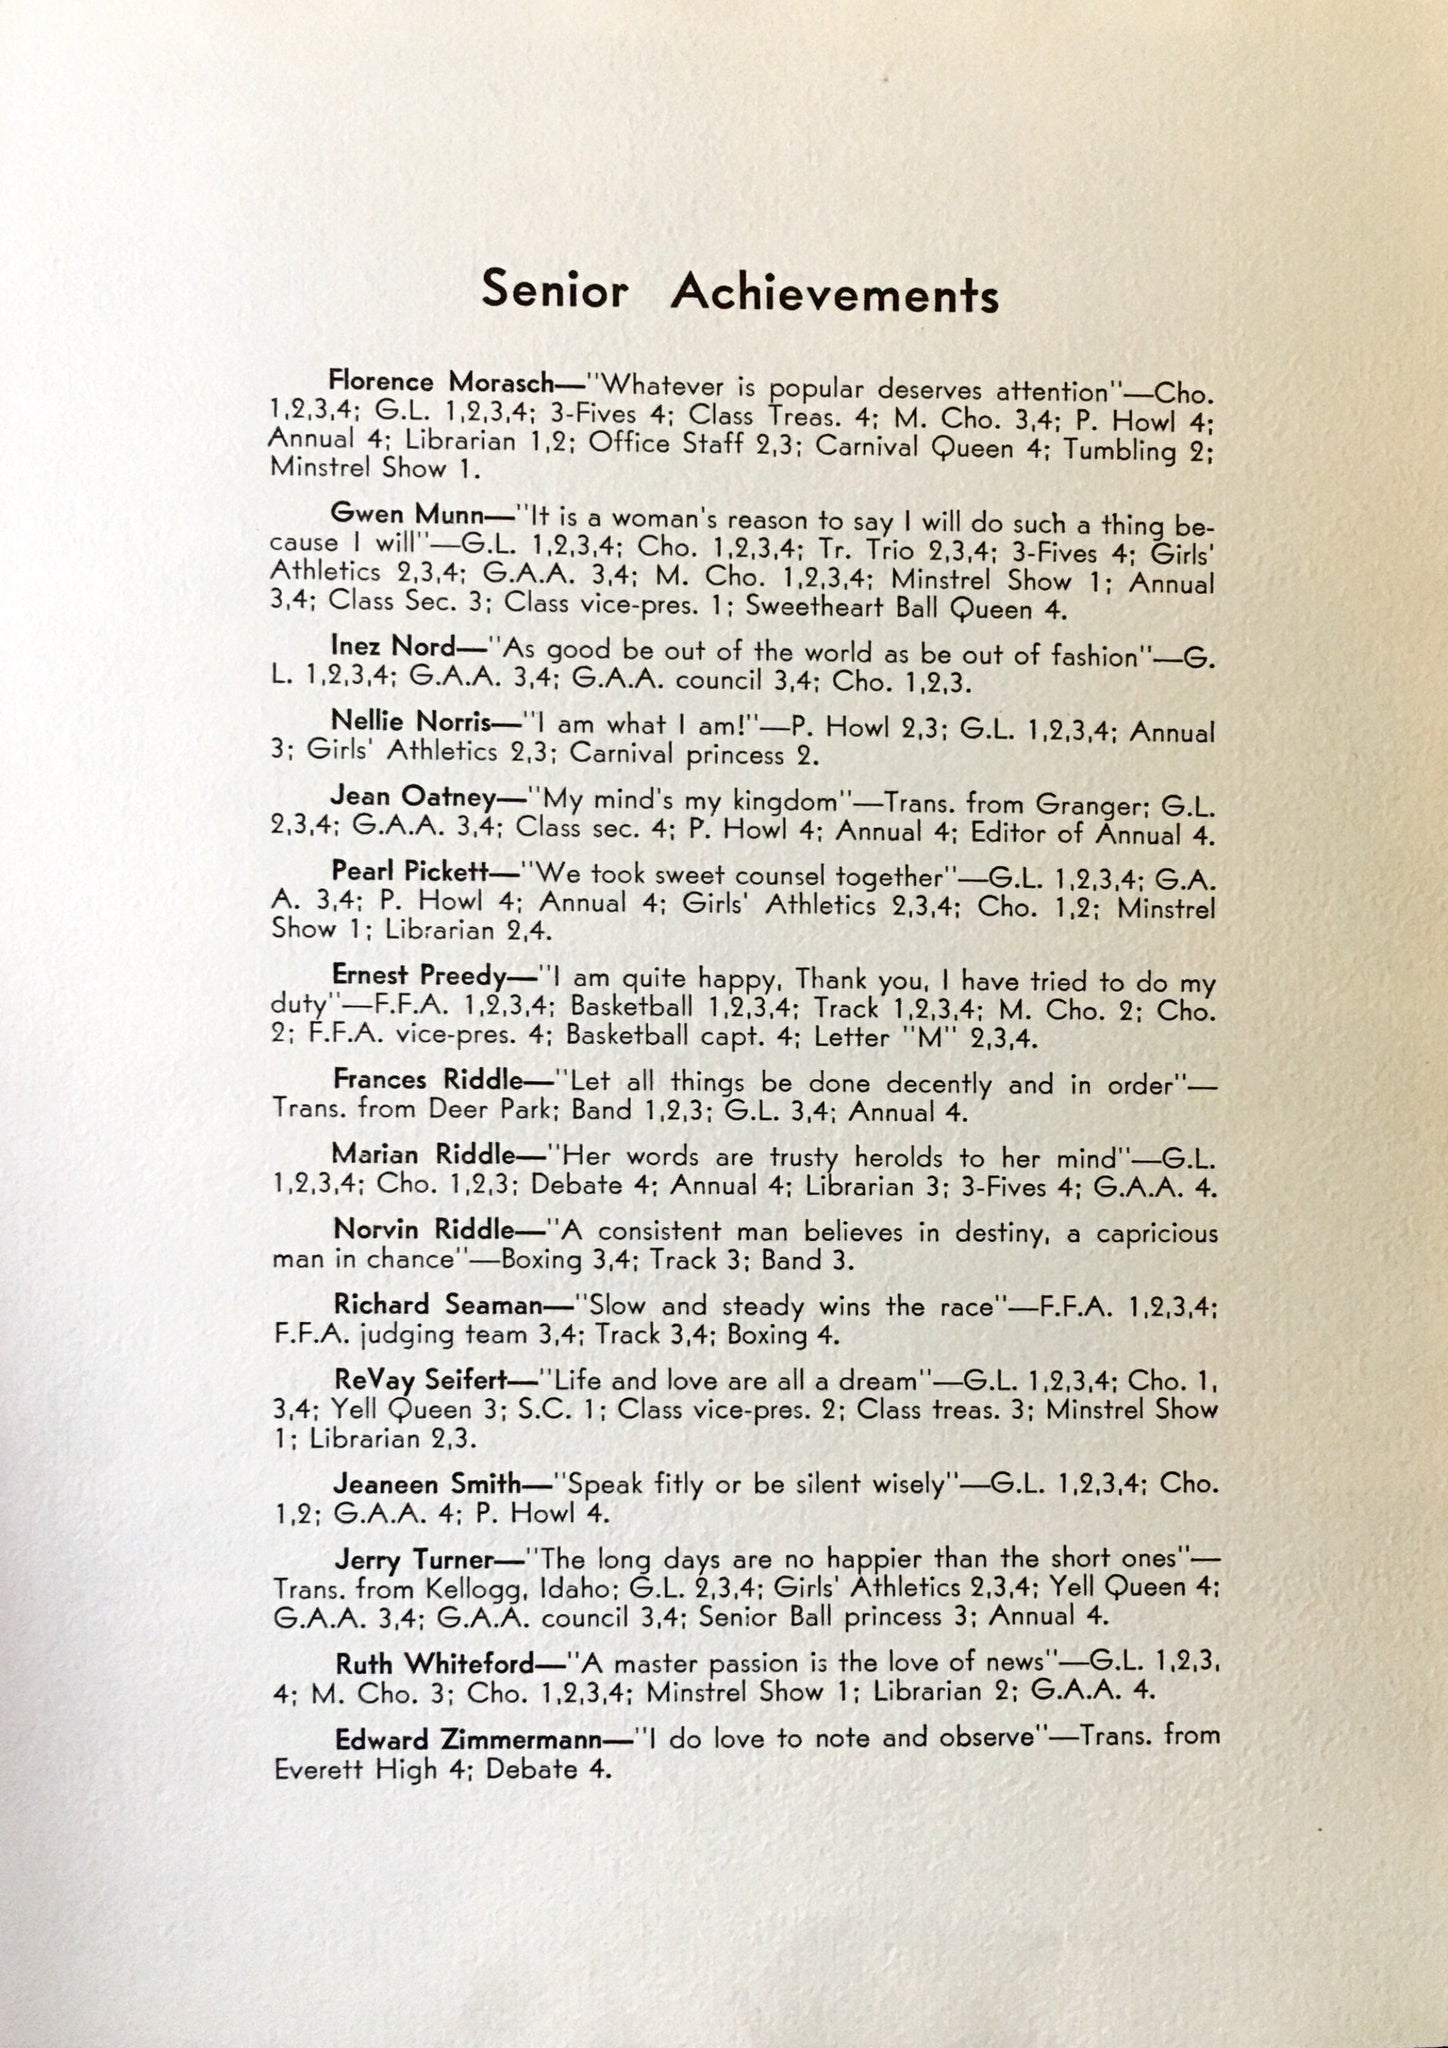 Senior Achievements
Florence Morasch—"Whatever is popular deserves attention"—Cho.
1,2,3,4; G.L. 1,2,3,4; 3-Fives 4; Class Treas. 4; M. Cho. 3,4; P. Howl 4;
Annual 4; Librarian 1,2; Office Staff 2,3; Carnival Queen 4; Tumbling 2;
Minstrel Show 1.
Gwen Munn—"It is a woman's reason to say I will do such a thing be-
cause I will"—G.L. 1,2,3,4; Cho. 1,2,3,4; Tr. Trio 2,3,4; 3-Fives 4; Girls'
Athletics 2,3,4; G.A.A. 3,4; M. Cho. 1,2,3,4; Minstrel Show 1; Annual
3,4; Class Sec. 3; Class vice-pres. 1; Sweetheart Ball Queen 4.
Inez Nord—"As good be out of the world as be out of fashion"—G.
L. 1,2,3,4; G.A.A. 3,4; G.A.A. council 3,4; Cho. 1,2,3.
Nellie Norris—"I am what I am!"—P. Howl 2,3; G.L. 1,2,3,4; Annual
3; Girls' Athletics 2,3; Carnival princess 2.
Jean Oatney—"My mind's my kingdom"—Trans. from Granger; G.L.
2,3,4; G.A.A. 3,4; Class sec. 4; P. Howl 4; Annual 4; Editor of Annual 4.
Pearl Pickett—"We took sweet counsel together"—G.L. 1,2,3,4; G.A.
A. 3,4; P. Howl 4; Annual 4; Girls' Athletics 2,3,4; Cho. 1,2; Minstrel
Show 1; Librarian 2,4.
Ernest Preedy—"I am quite happy, Thank you, I have tried to do my
duty"—F.F.A. 1,2,3,4; Basketball 1,2,3,4; Track 1,2,3,4; M. Cho. 2; Cho.
2; F.F.A. vice-pres. 4; Basketball capt. 4; Letter "M" 2,3,4.
Frances Riddle—"Let all things be done decently and in order"—
Trans. from Deer Park; Band 1,2,3; G.L. 3,4; Annual 4.
Marian Riddle—"Her words are trusty herolds to her mind"—G.L.
1,2,3,4; Cho. 1,2,3; Debate 4; Annual 4; Librarian 3; 3-Fives 4; G.A.A. 4.
Norvin Riddle—"A consistent man believes in destiny, a capricious
man in chance"—Boxing 3,4; Track 3; Band 3.
Richard Seaman—"Slow and steady wins the race"—F.F.A. 1,2,3,4;
F.F.A. judging team 3,4; Track 3,4; Boxing 4.
ReVay Seifert—"Life and love are all a dream"—G.L. 1,2,3,4; Cho. 1,
3,4; Yell Queen 3; S.C. 1; Class vice-pres. 2; Class treas. 3; Minstrel Show
1; Librarian 2,3.
Jeaneen Smith—"Speak fitly or be silent wisely"—G.L. 1,2,3,4; Cho.
1,2; G.A.A. 4; P. Howl 4.
Jerry Turner—"The long days are no happier than the short ones"—
Trans. from Kellogg, Idaho; G.L. 2,3,4; Girls' Athletics 2,3,4; Yell Queen 4;
G.A.A. 3,4; G.A.A. council 3,4; Senior Ball princess 3; Annual 4.
Ruth Whiteford—"A master passion is the love of news"—G.L. 1,2,3,
4; M. Cho. 3; Cho. 1,2,3,4; Minstrel Show 1; Librarian 2; G.A.A. 4.
Edward Zimmermann—"I do love to note and observe"—Trans. from
Everett High 4; Debate 4.